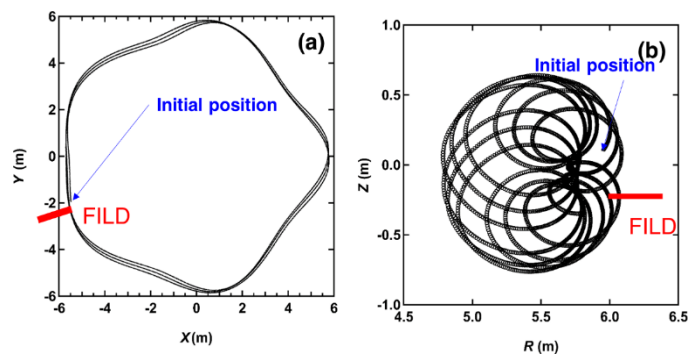 (a)
Initial position
FILD
Y (m)
6
4
2
0
-2
-4
-6
-6
-4
-2
0
2
4
6
X(m)
(b)
Initial position
FILD
Z (m)
1.0
0.5
0.0
-0.5
-1.0
4.5
5.0
5.5
6.0
6.5
R (m)